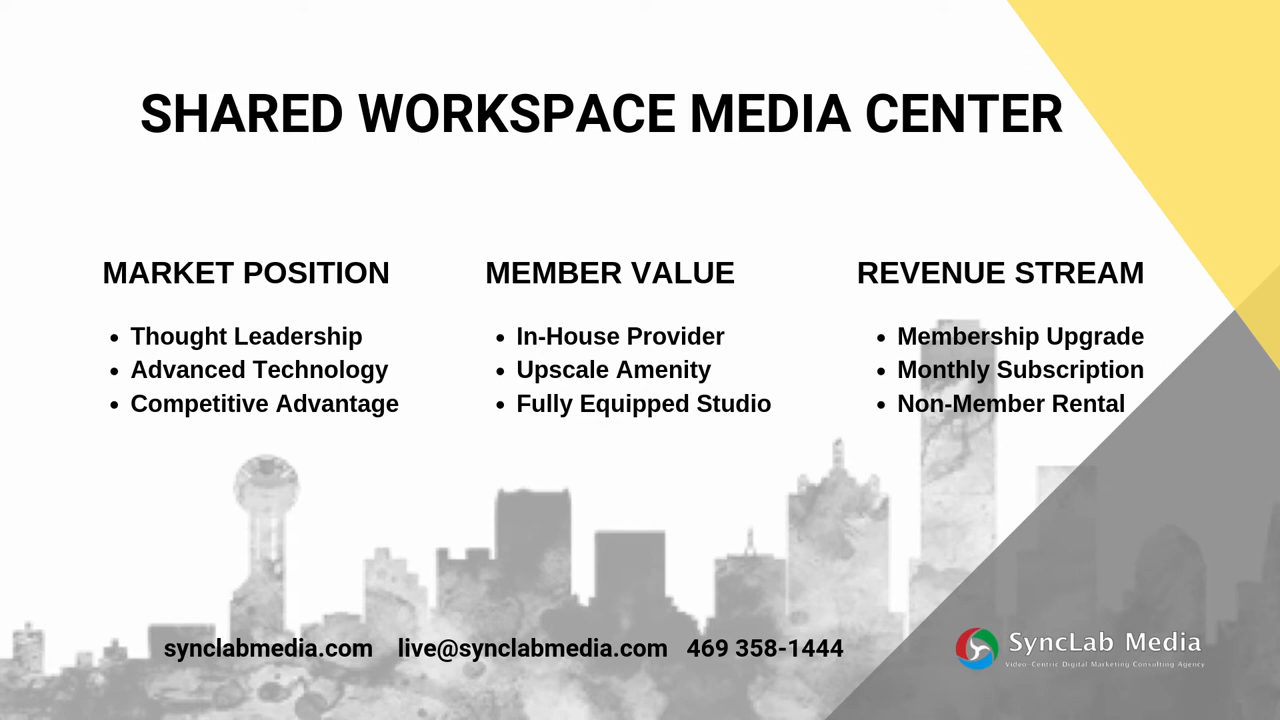 SHARED WORKSPACE MEDIA CENTER
MARKET POSITION
• Thought Leadership
• Advanced Technology
• Competitive Advantage
MEMBER VALUE
• In-House Provider
• Upscale Amenity
• Fully Equipped Studio
REVENUE STREAM
• Membership Upgrade
• Monthly Subscription
• Non-Member Rental
synclabmedia.com live@synclabmedia.com 469 358-1444
SyncLab Media
Video-Centric Digital Marketing Consulting Agency